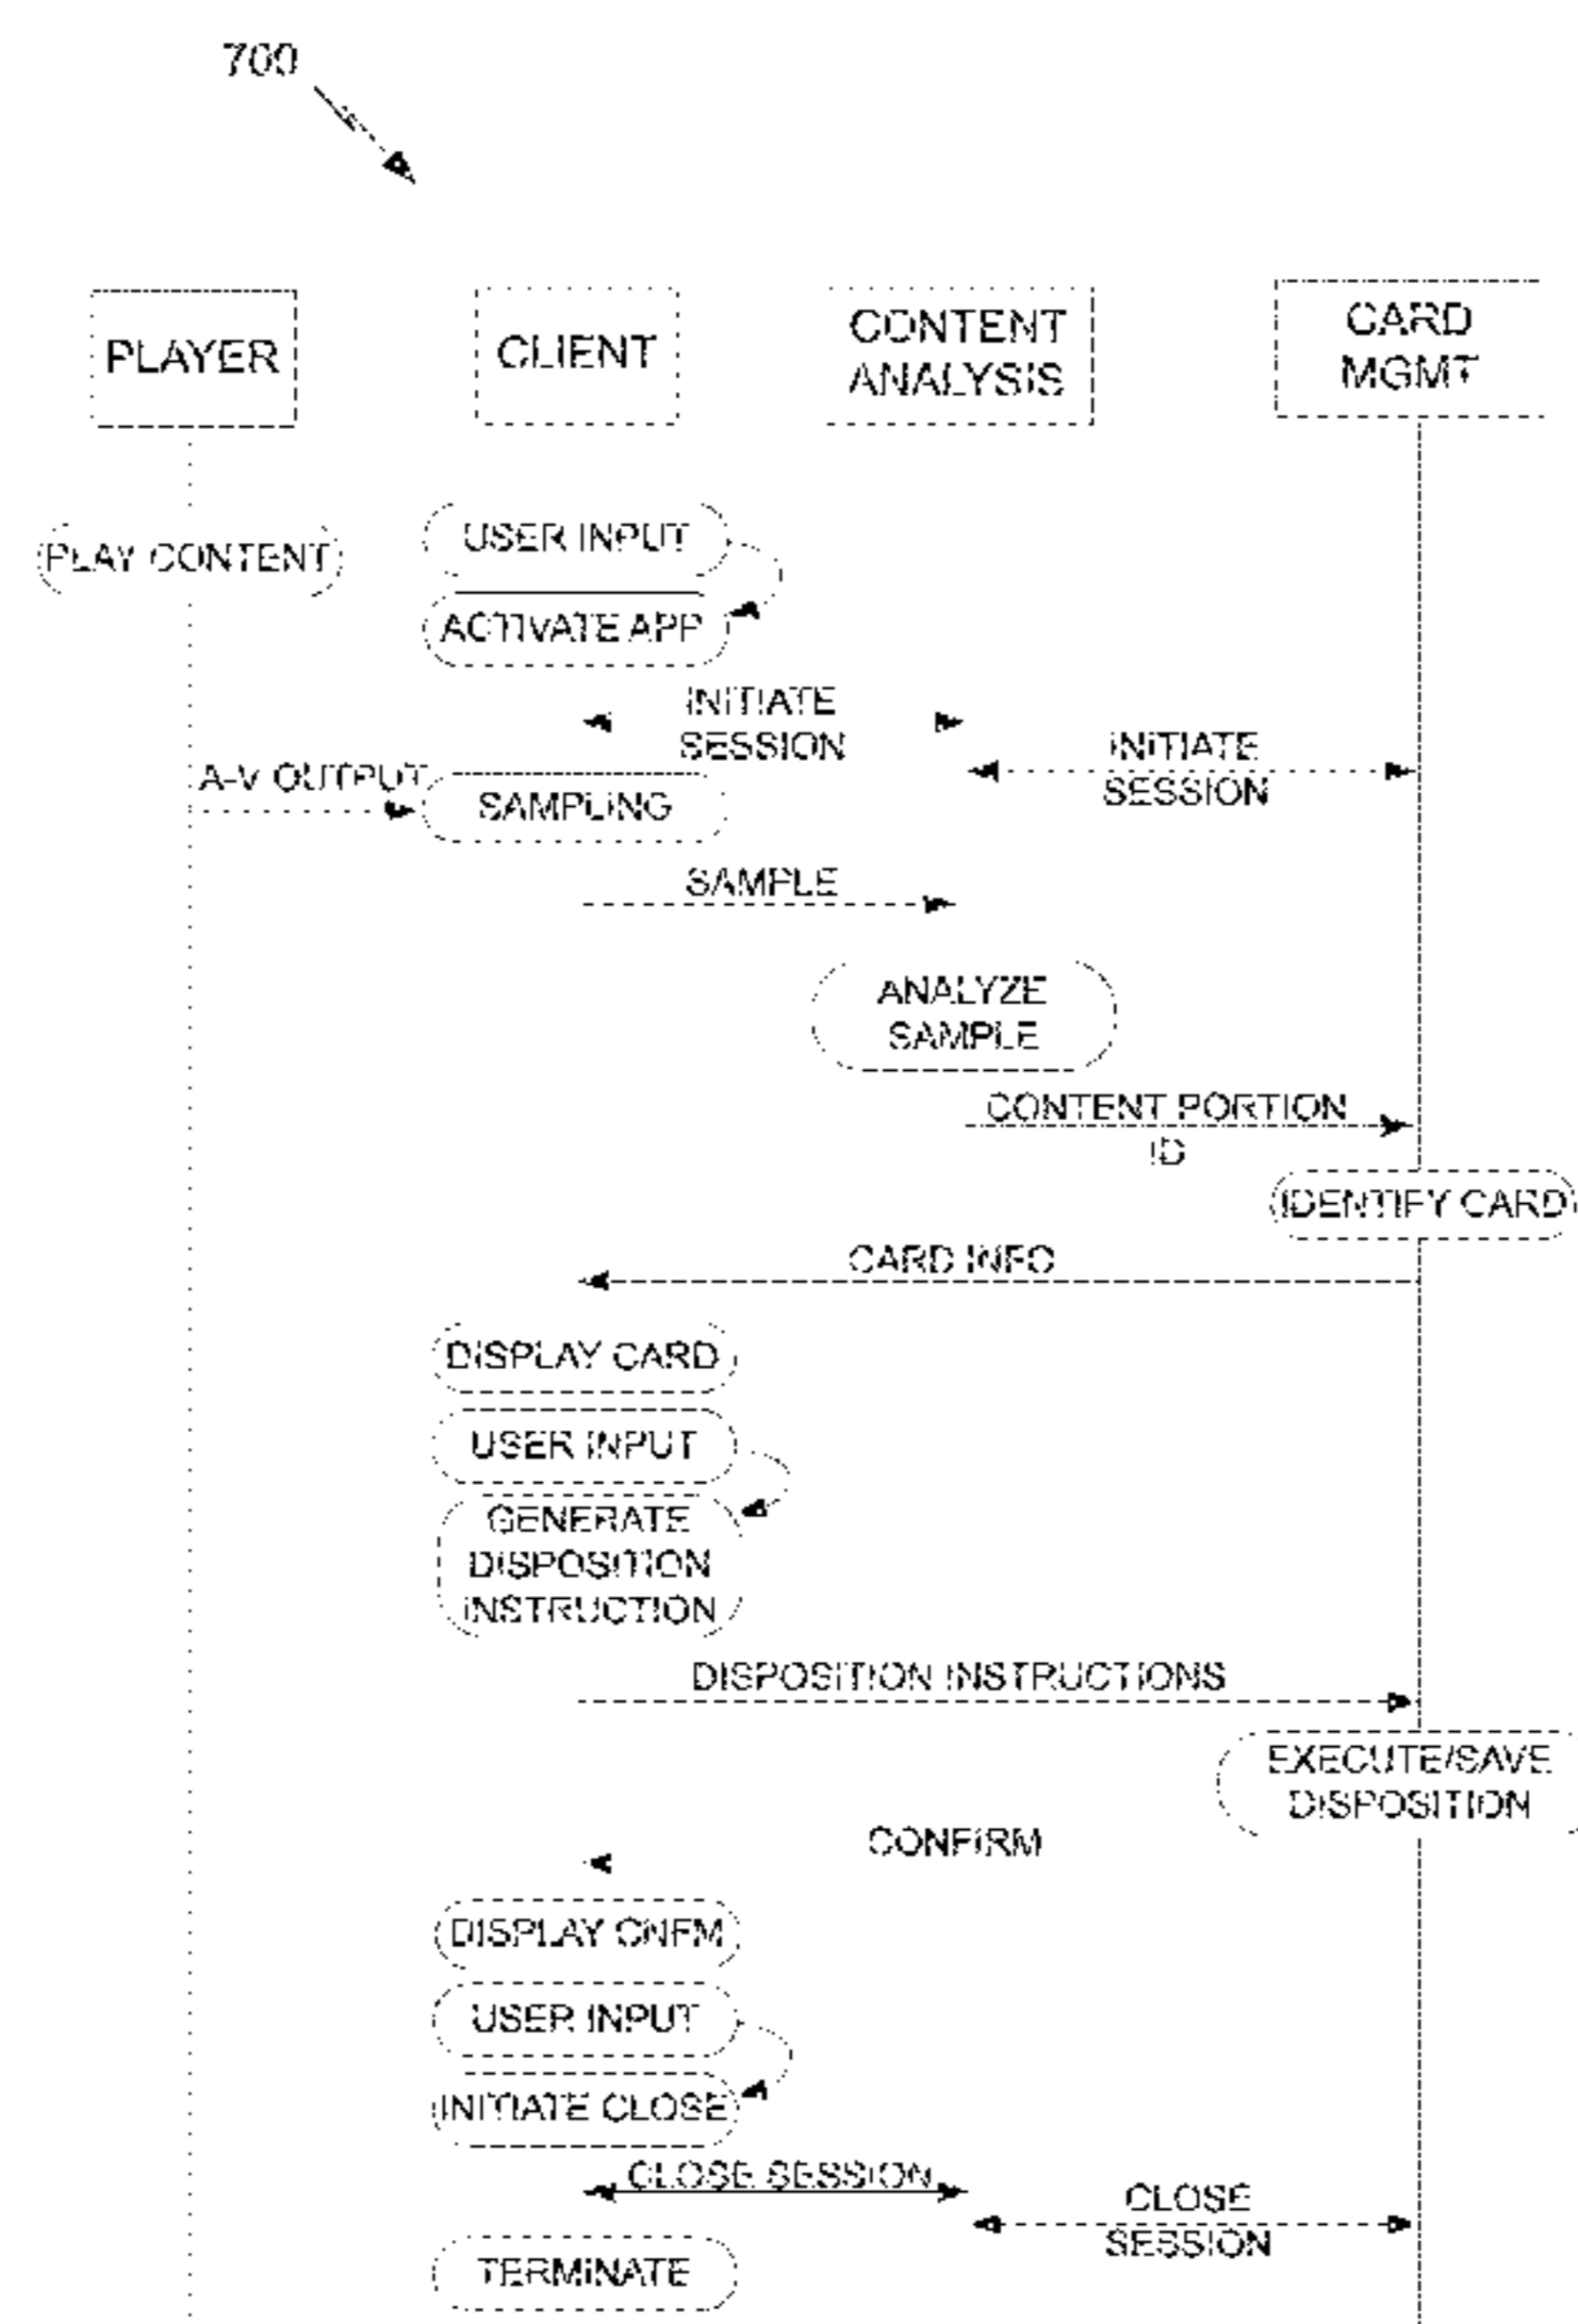 700
PLAYER
CLIENT
CONTENT
ANALYSIS
CARD
MGMT
PLAY CONTENT
USER INPUT
ACTIVATE APP
INITIATE
SESSION
INITIATE
SESSION
A-V OUTPUT
SAMPLING
SAMPLE
ANALYZE
SAMPLE
CONTENT PORTION
ID
IDENTIFY CARD
CARD INFO
DISPLAY CARD
USER INPUT
GENERATE
DISPOSITION
INSTRUCTION
DISPOSITION INSTRUCTIONS
EXECUTE/SAVE
DISPOSITION
CONFIRM
DISPLAY CNFM
USER INPUT
INITIATE CLOSE
CLOSE SESSION
CLOSE
SESSION
TERMINATE